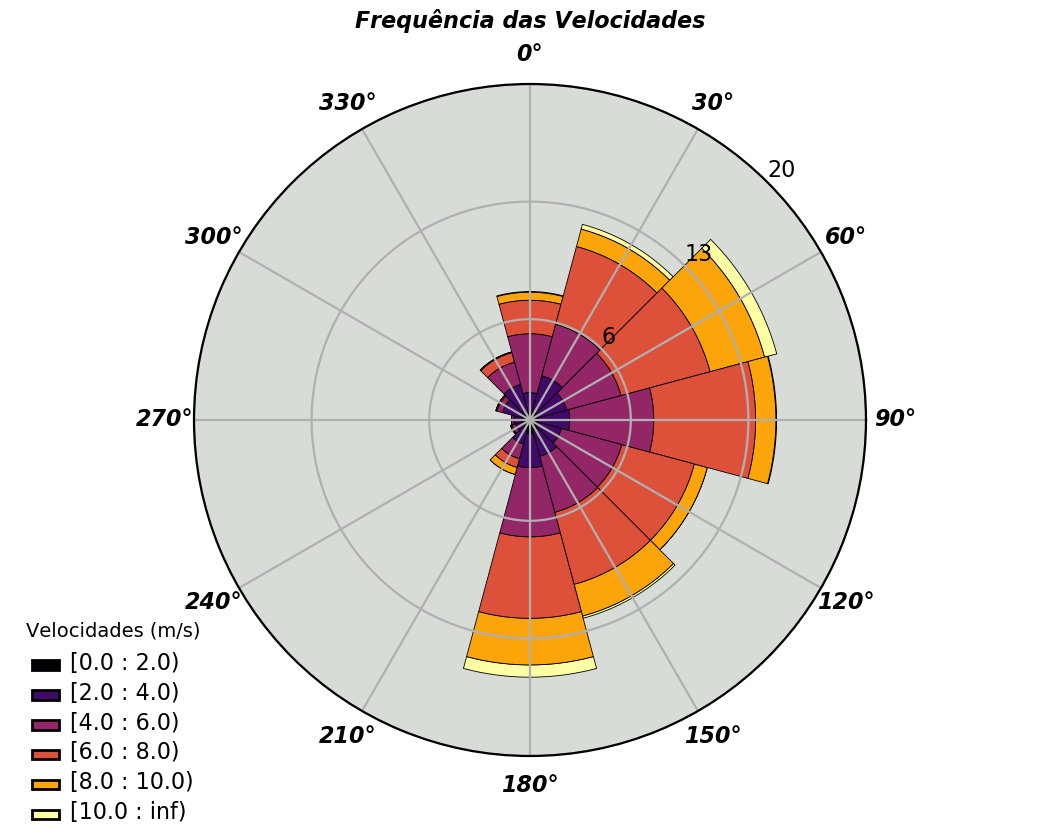 Frequência das Velocidades
0°
330°
30°
20
300°
60°
13
6
270°
90°
240°
120°
210°
150°
180°
Velocidades (m/s)
[0.0 : 2.0)
[2.0 : 4.0)
[4.0 : 6.0)
[6.0 : 8.0)
[8.0 : 10.0)
[10.0 : inf)